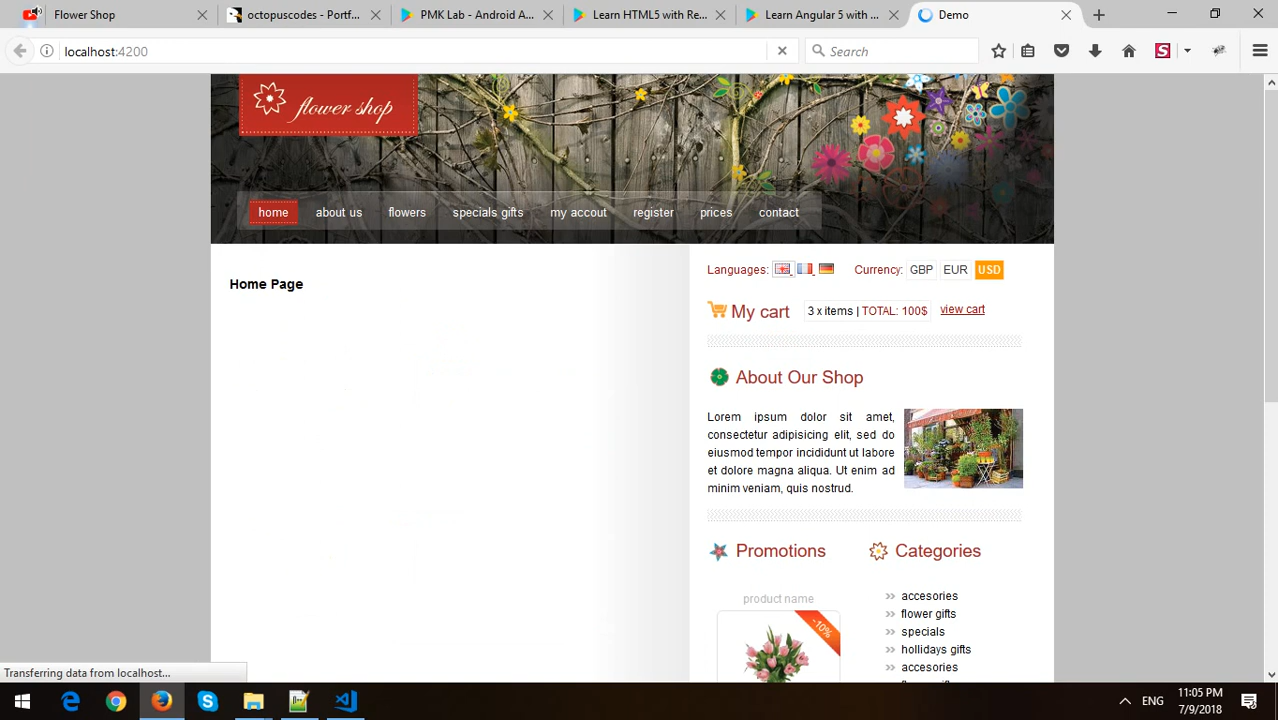 Flower Shop
octopuscodes - Portf...
PMK Lab - Android A...
Learn HTML5 with Re...
Learn Angular 5 with ...
Demo
localhost:4200
Search
flower shop
home about us flowers specials gifts my accout register prices contact
Home Page
Languages: Currency: GBP EUR USD
My cart 3 x items | TOTAL: 100$ view cart
About Our Shop
Lorem ipsum dolor sit amet,
consectetur adipisicing elit, sed do
eiusmod tempor incididunt ut labore
et dolore magna aliqua. Ut enim ad
minim veniam, quis nostrud.
Promotions
Categories
product name
-10%
accesories
flower gifts
specials
hollidays gifts
accesories
Transferring data from localhost...
ENG
11:05 PM
7/9/2018